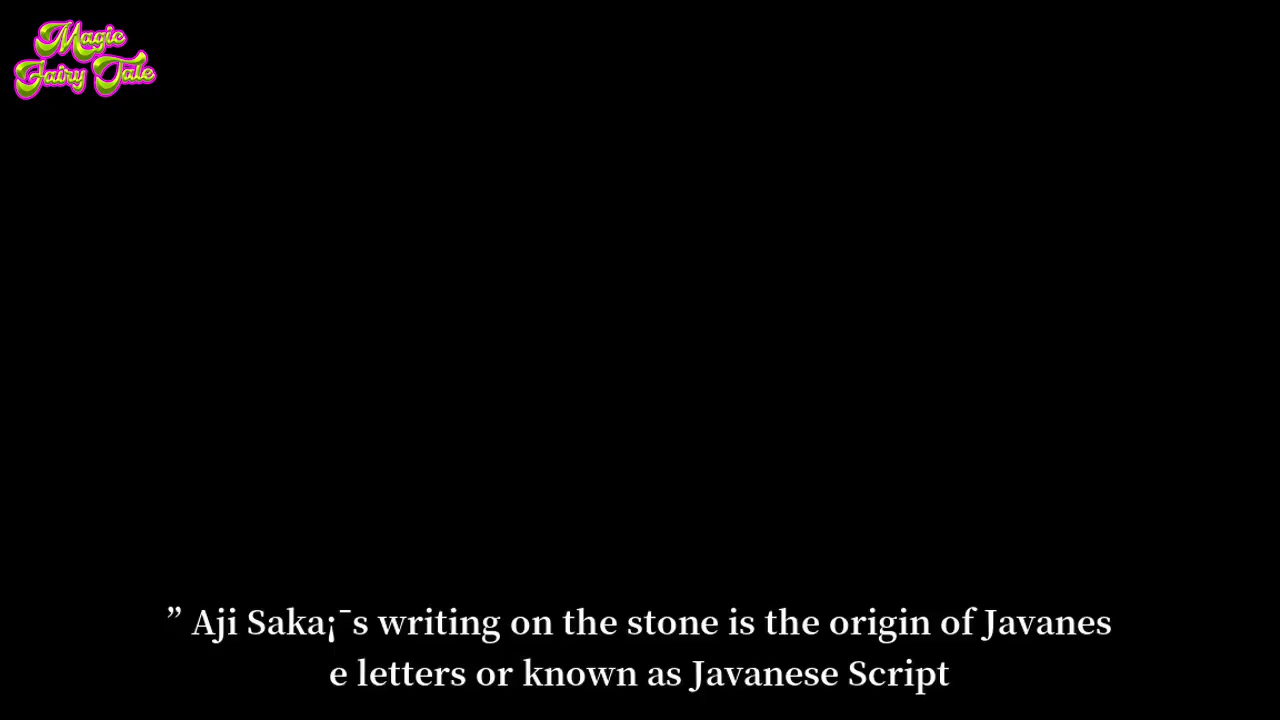 Magic
Fairy Tale
” Aji Saka¡¯s writing on the stone is the origin of Javanes
e letters or known as Javanese Script